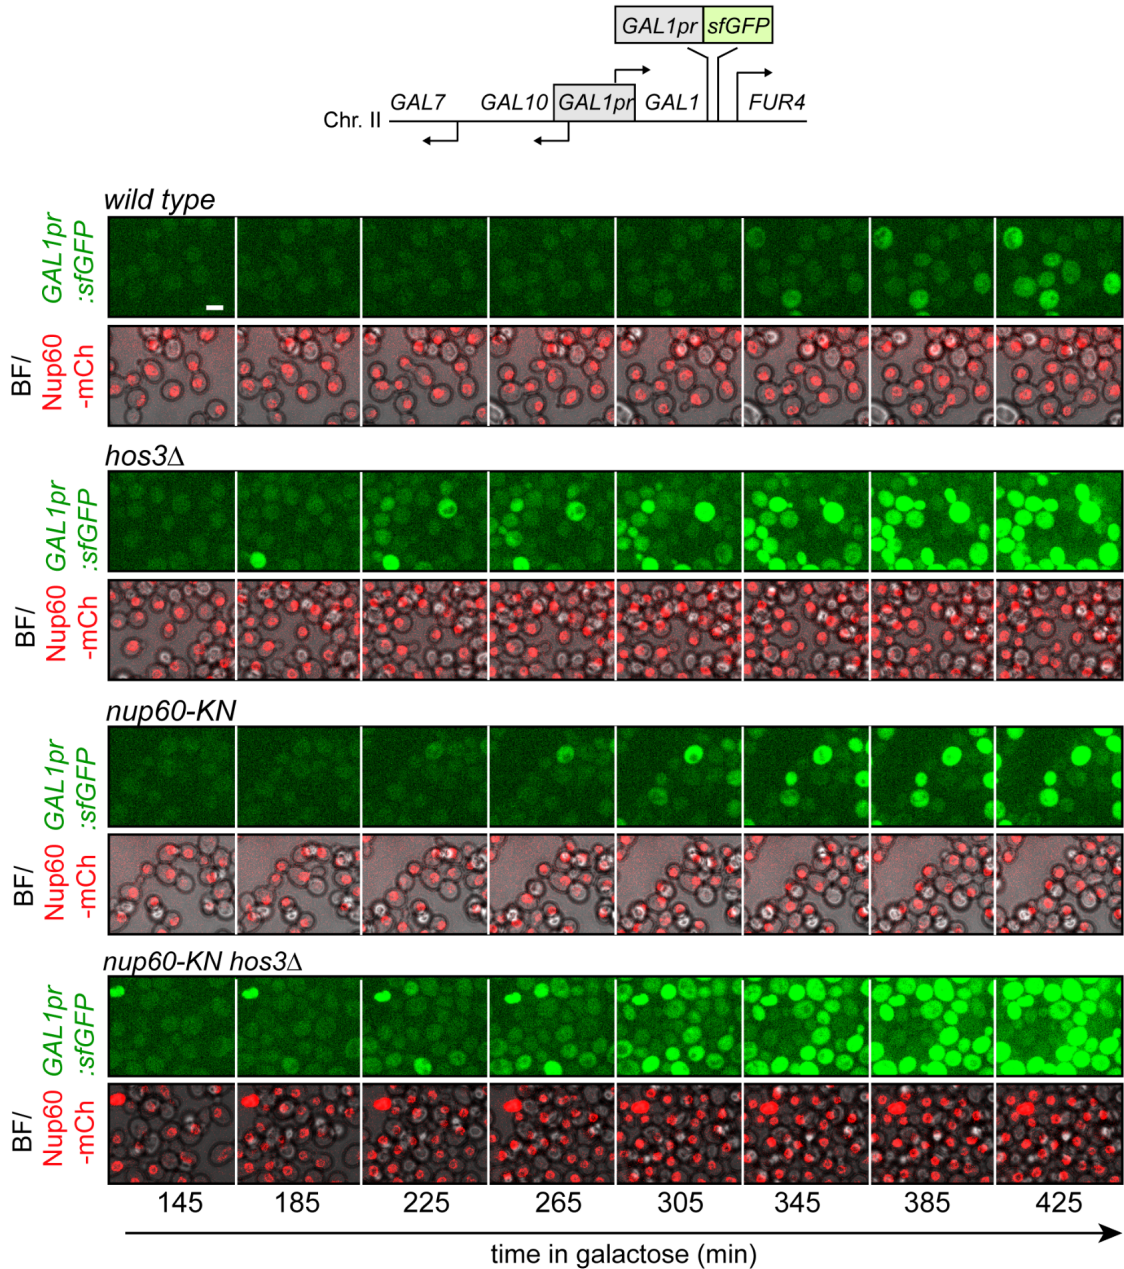 GAL1pr sfGFP
GAL7 GAL10 GAL1pr GAL1 FUR4
Chr. II
wild type
GAL1pr
:sfGFP
BF/
Nup60
-mCh
hos3Δ
GAL1pr
:sfGFP
BF/
Nup60
-mCh
nup60-KN
GAL1pr
:sfGFP
BF/
Nup60
-mCh
nup60-KN hos3Δ
GAL1pr
:sfGFP
BF/
Nup60
-mCh
145 185 225 265 305 345 385 425
time in galactose (min)